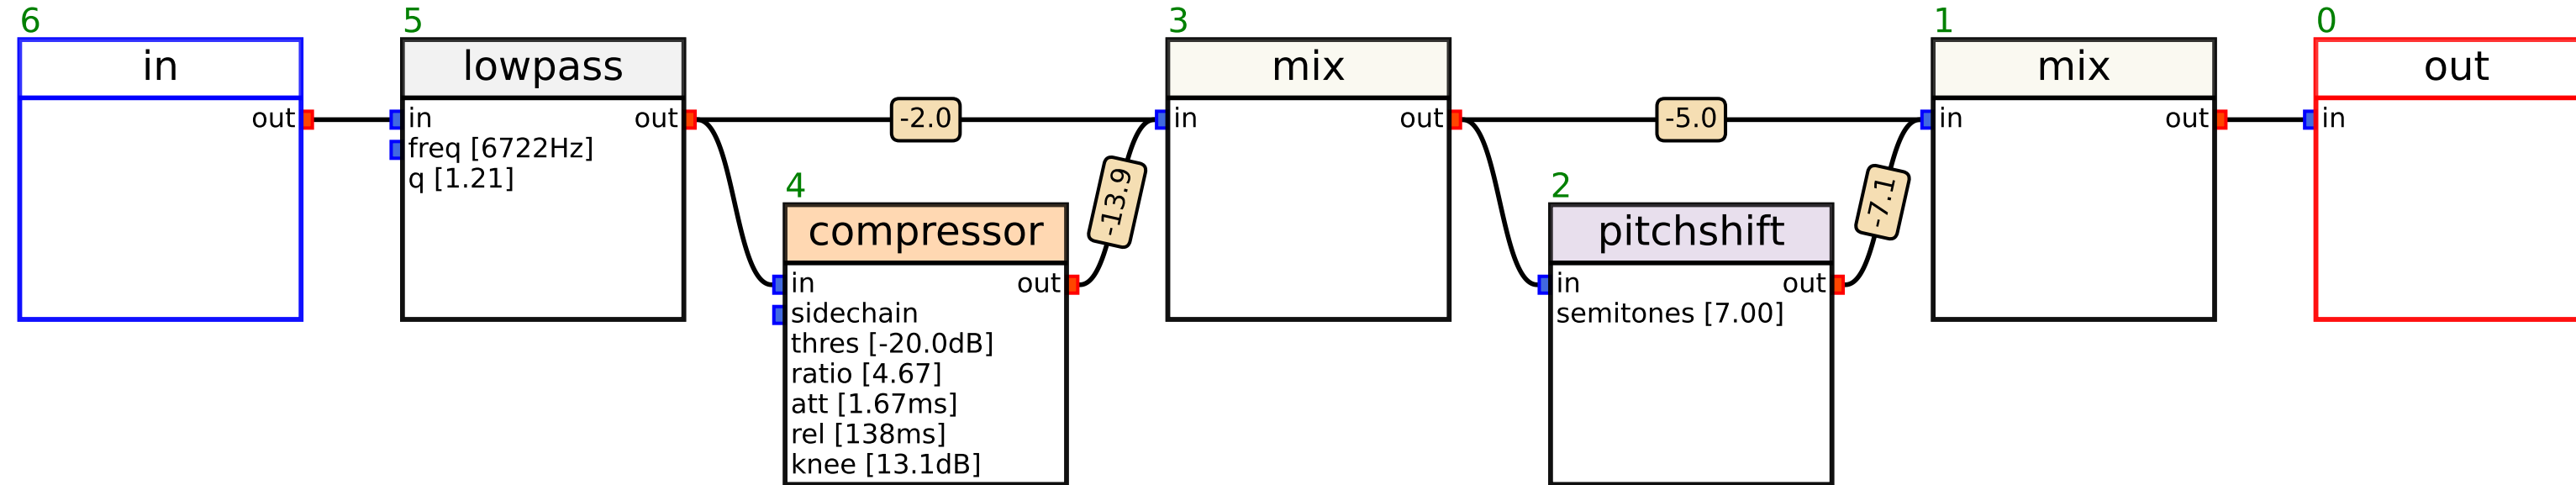 6
in
out
5
lowpass
in
out
freq [6722Hz]
q [1.21]
-2.0
4
compressor
in
out
sidechain
thres [-20.0dB]
ratio [4.67]
att [1.67ms]
rel [138ms]
knee [13.1dB]
-13.9
3
mix
in
out
-5.0
2
pitchshift
in
out
semitones [7.00]
-7.1
1
mix
in
out
0
out
in